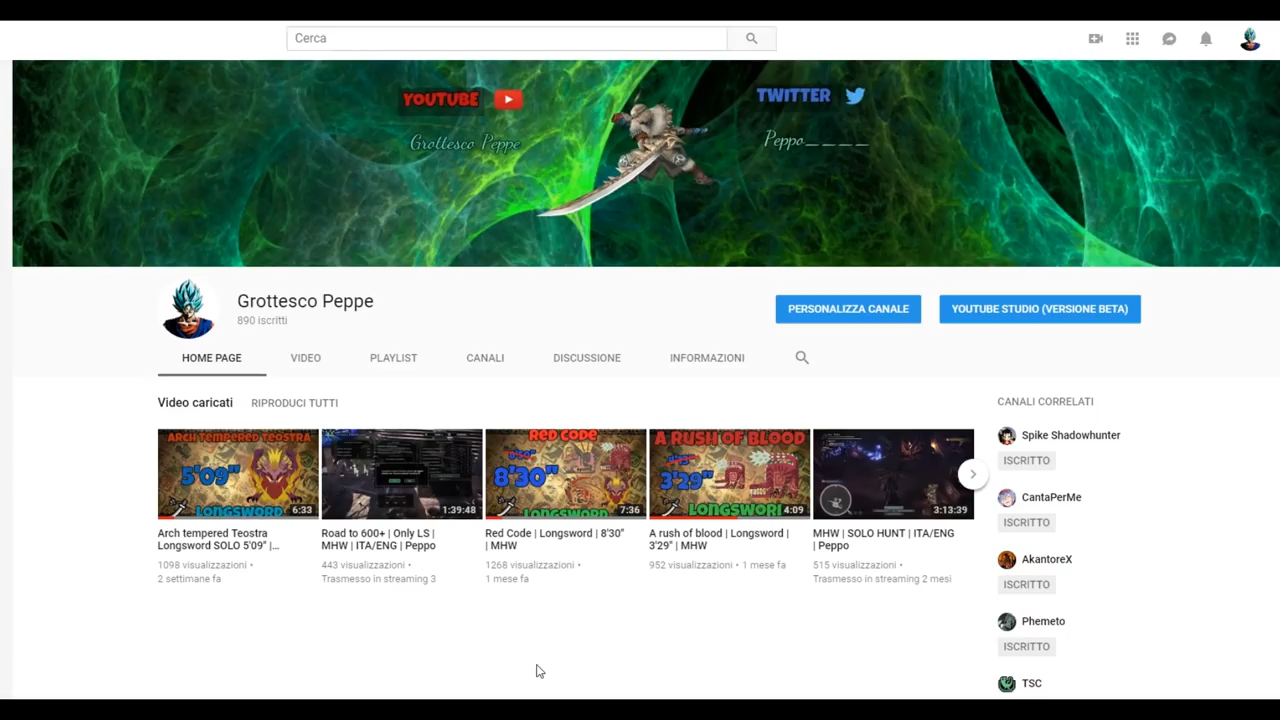 Cerca
YOUTUBE
TWITTER
Grottesco Peppe
Peppo____
Grottesco Peppe
890 iscritti
PERSONALIZZA CANALE
YOUTUBE STUDIO (VERSIONE BETA)
HOME PAGE
VIDEO
PLAYLIST
CANALI
DISCUSSIONE
INFORMAZIONI
Video caricati
RIPRODUCI TUTTI
CANALI CORRELATI
ARCH TEMPERED TEOSTRA
5'09"
LONGSWORD
6:33
1:39:48
RED CODE
8'30"
7:36
A RUSH OF BLOOD
3'29"
LONGSWORD
4:09
3:13:39
Arch tempered Teostra
Longsword SOLO 5'09" |...
1098 visualizzazioni •
2 settimane fa
Road to 600+ | Only LS |
MHW | ITA/ENG | Peppo
443 visualizzazioni •
Trasmesso in streaming 3
Red Code | Longsword | 8'30"
| MHW
1268 visualizzazioni •
1 mese fa
A rush of blood | Longsword |
3'29" | MHW
952 visualizzazioni • 1 mese fa
MHW | SOLO HUNT | ITA/ENG
| Peppo
515 visualizzazioni •
Trasmesso in streaming 2 mesi
Spike Shadowhunter
ISCRITTO
CantaPerMe
ISCRITTO
AkantoreX
ISCRITTO
Phemeto
ISCRITTO
TSC